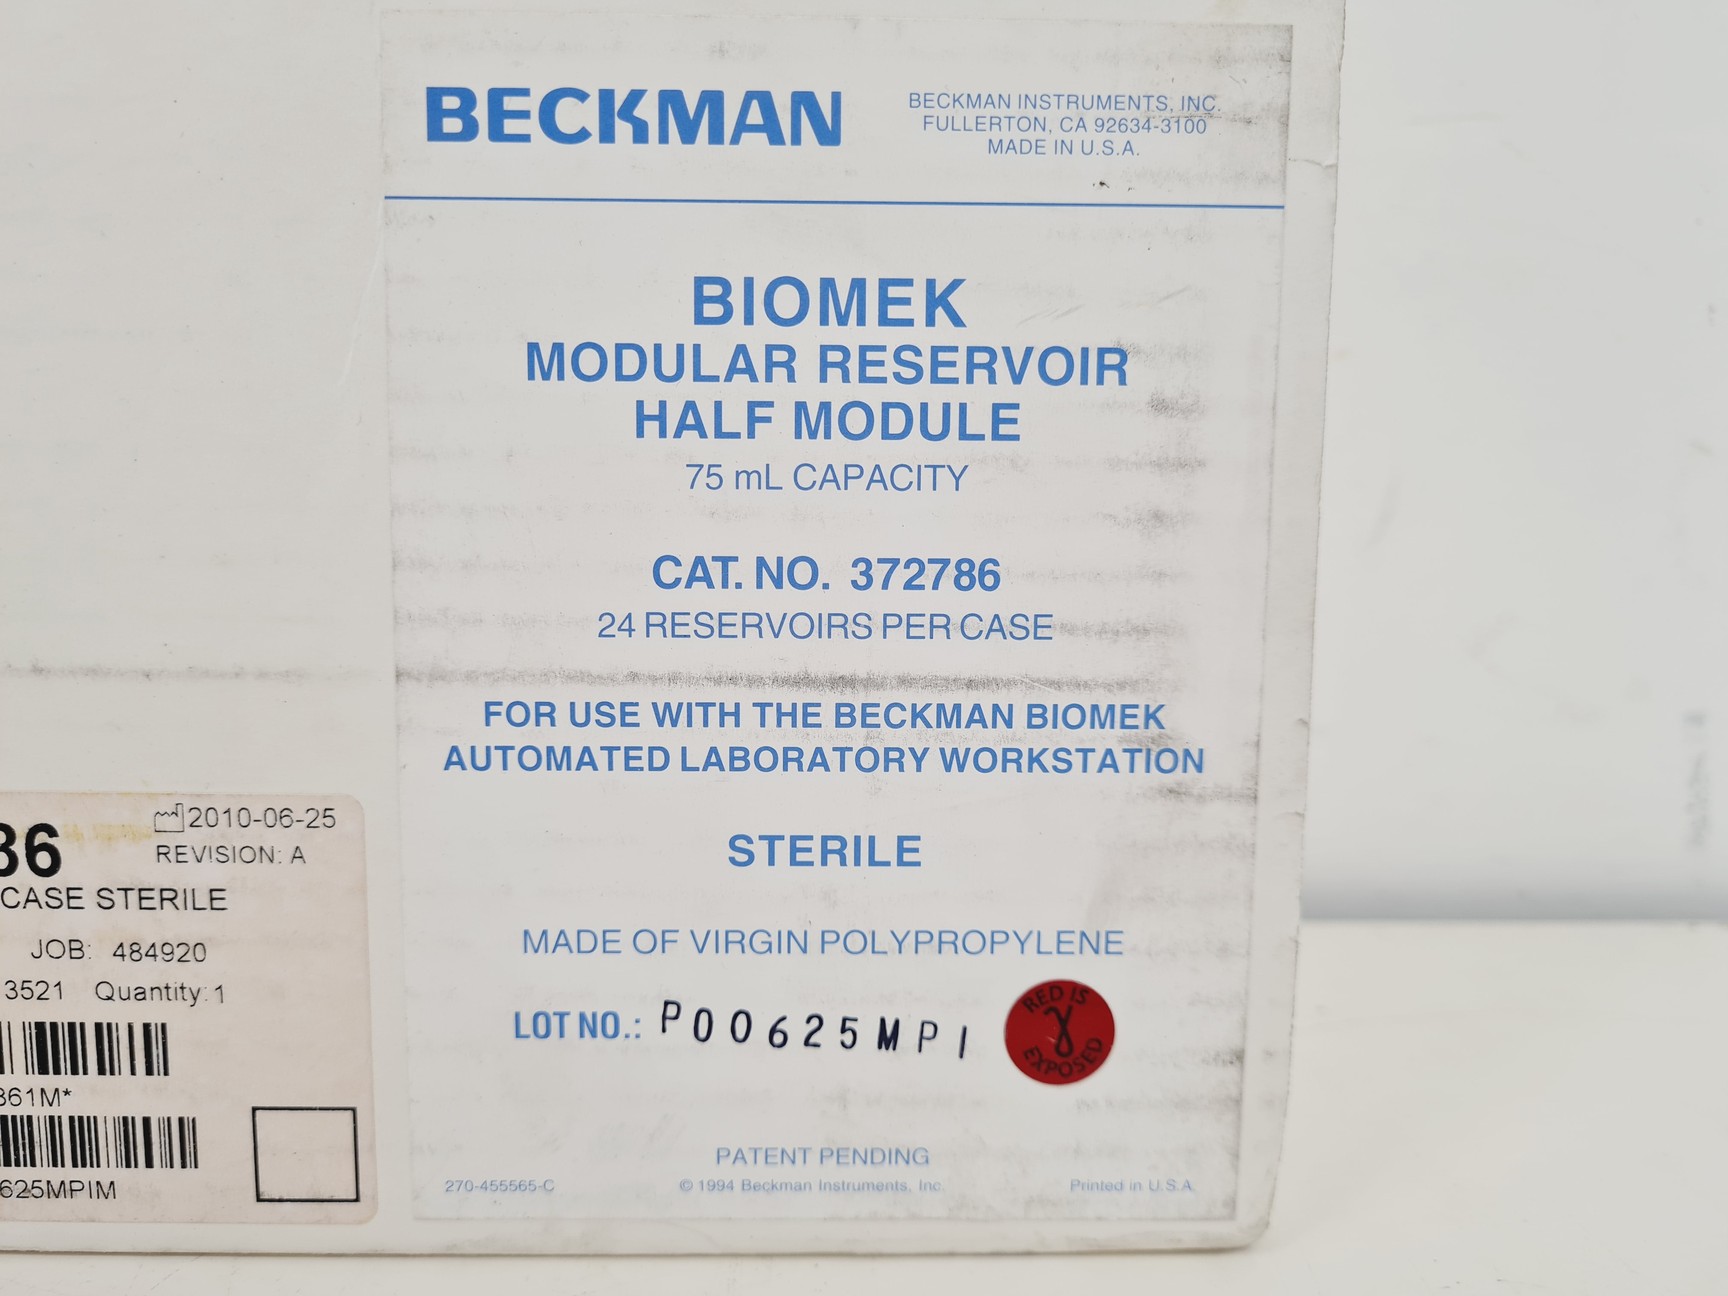 BECKMAN
BECKMAN INSTRUMENTS, INC.
FULLERTON, CA 92634-3100
MADE IN U.S.A.
BIOMEK
MODULAR RESERVOIR
HALF MODULE
75 mL CAPACITY
CAT. NO. 372786
24 RESERVOIRS PER CASE
FOR USE WITH THE BECKMAN BIOMEK
AUTOMATED LABORATORY WORKSTATION
STERILE
MADE OF VIRGIN POLYPROPYLENE
LOT NO.: P00625MPI
RED IS
EXPOSED
PATENT PENDING
270-455565-C © 1994 Beckman Instruments, Inc. Printed in U.S.A.
86 2010-06-25
REVISION: A
CASE STERILE
JOB: 484920
3521 Quantity: 1
861M*
625MPIM